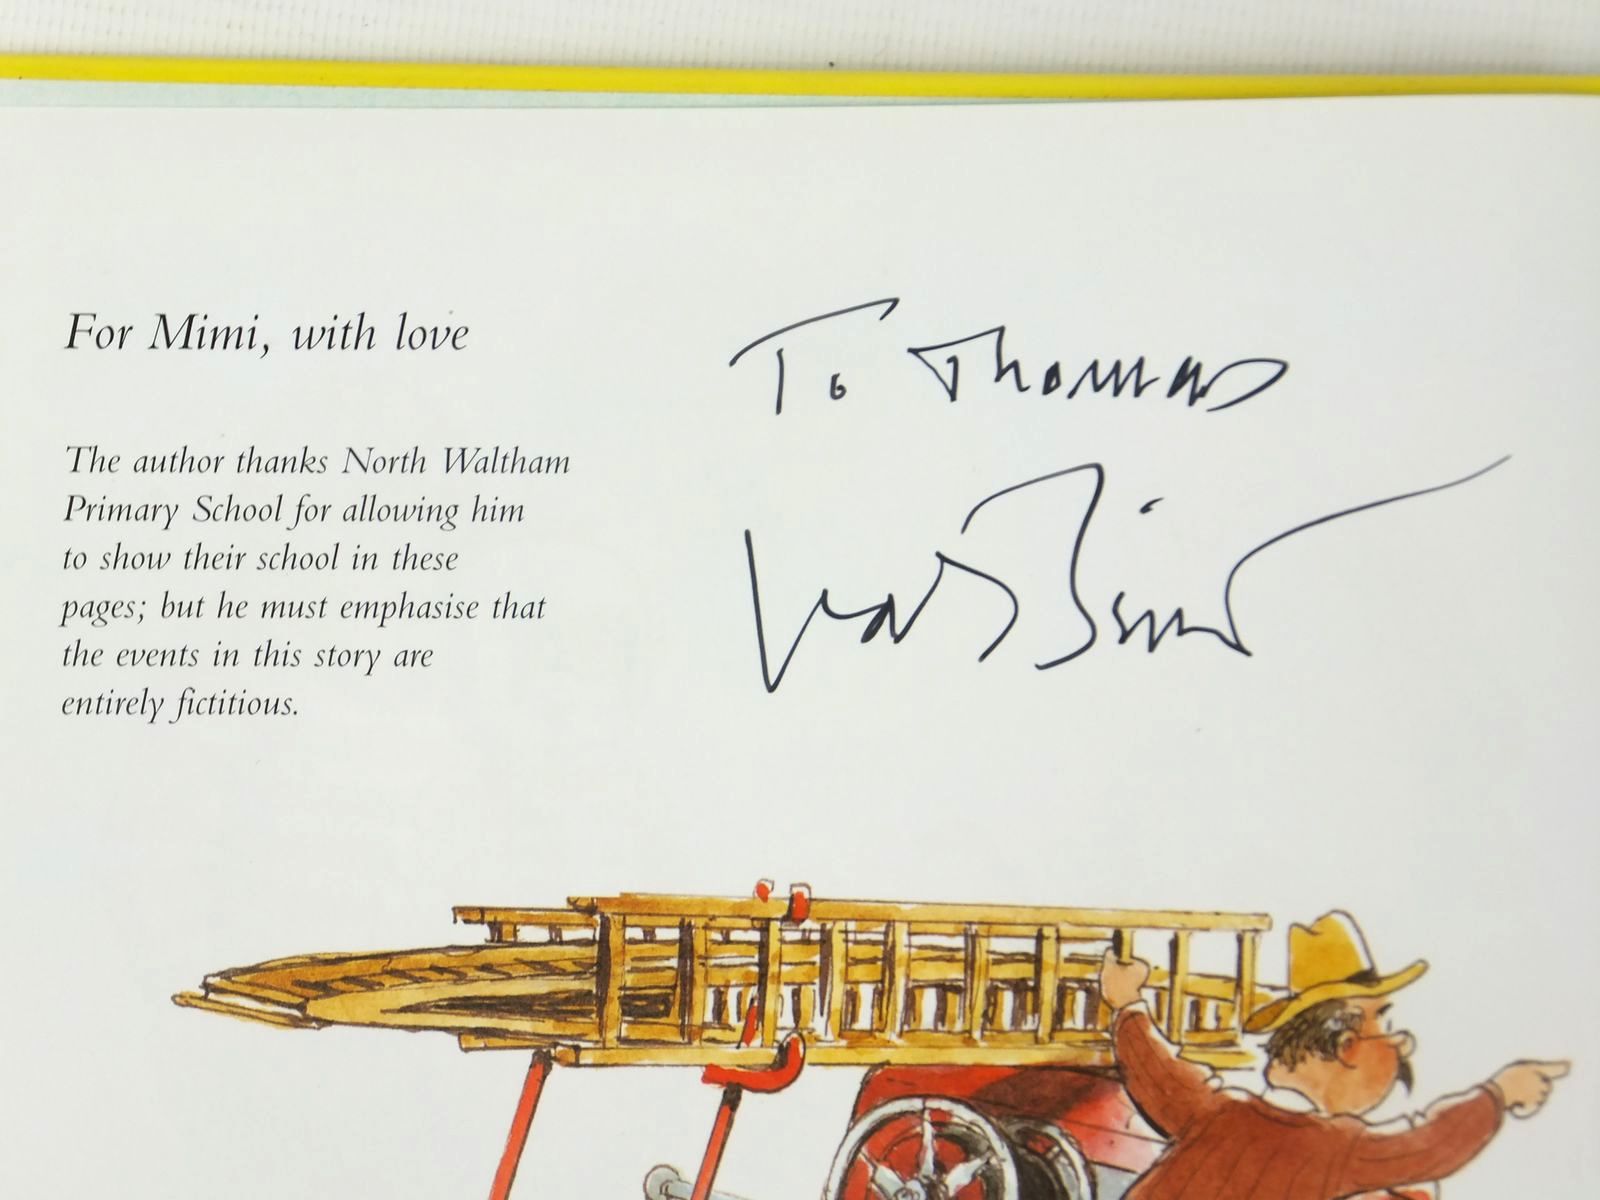 For Mimi, with love
The author thanks North Waltham
Primary School for allowing him
to show their school in these
pages; but he must emphasise that
the events in this story are
entirely fictitious.
To Thomas